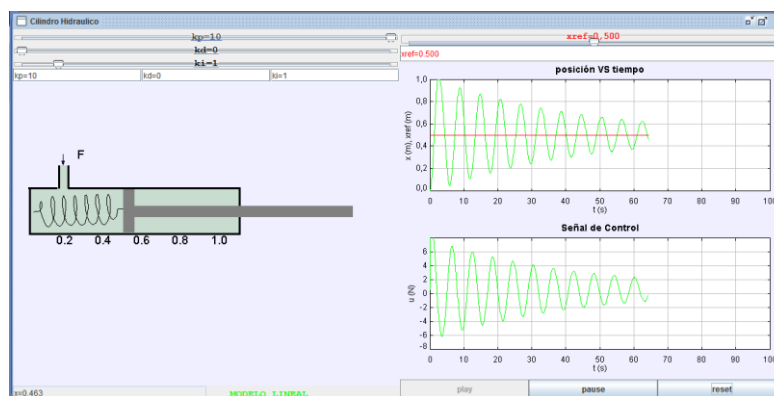 Cilindro Hidraulico
kp=10
kd=0
ki=1
kp=10 kd=0 ki=1
xref=0,500
xref=0.500
F
0.2 0.4 0.6 0.8 1.0
posición VS tiempo
x (m), xref (m)
1,0
0,8
0,6
0,4
0,2
0,0
0 10 20 30 40 50 60 70 80 90 100
t (s)
Señal de Control
u (N)
6
4
2
0
-2
-4
-6
-8
0 10 20 30 40 50 60 70 80 90 100
t (s)
x=0.463
MODELO LINEAL
play pause reset